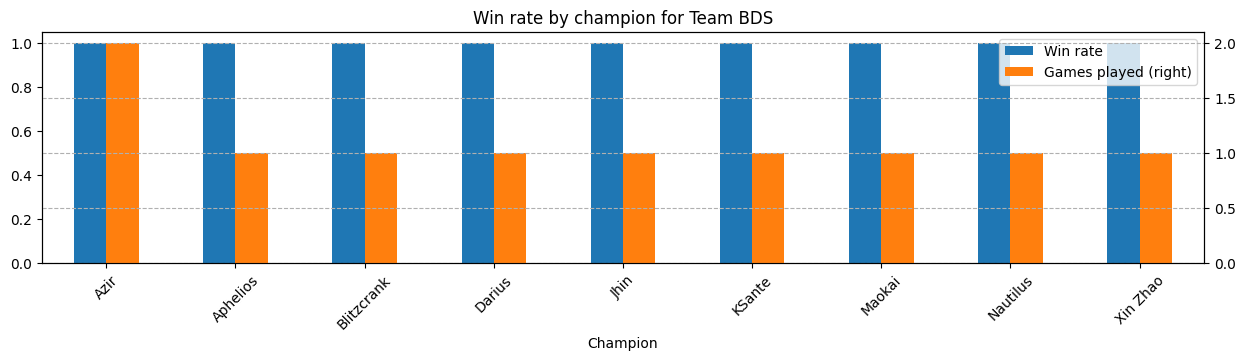 Win rate by champion for Team BDS
1.0
0.8
0.6
0.4
0.2
0.0
2.0
1.5
1.0
0.5
0.0
Win rate
Games played (right)
Azir
Aphelios
Blitzcrank
Darius
Jhin
KSante
Maokai
Nautilus
Xin Zhao
Champion